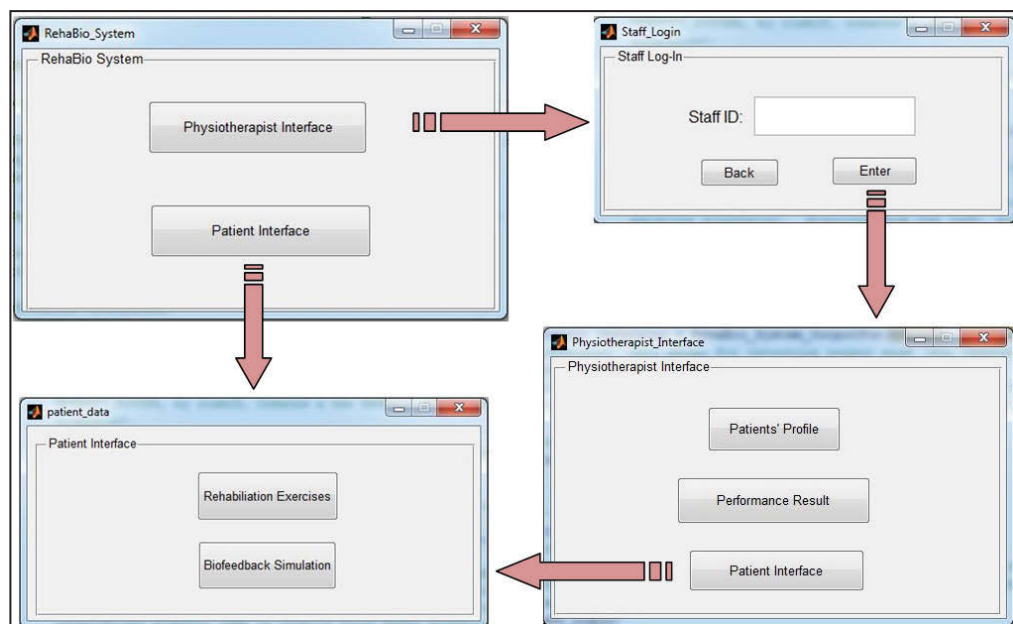 RehaBio_System
RehaBio System
Physiotherapist Interface
Patient Interface
Staff_Login
Staff Log-In
Staff ID:
Back
Enter
Physiotherapist_Interface
Physiotherapist Interface
Patients' Profile
Performance Result
Patient Interface
patient_data
Patient Interface
Rehabiliation Exercises
Biofeedback Simulation